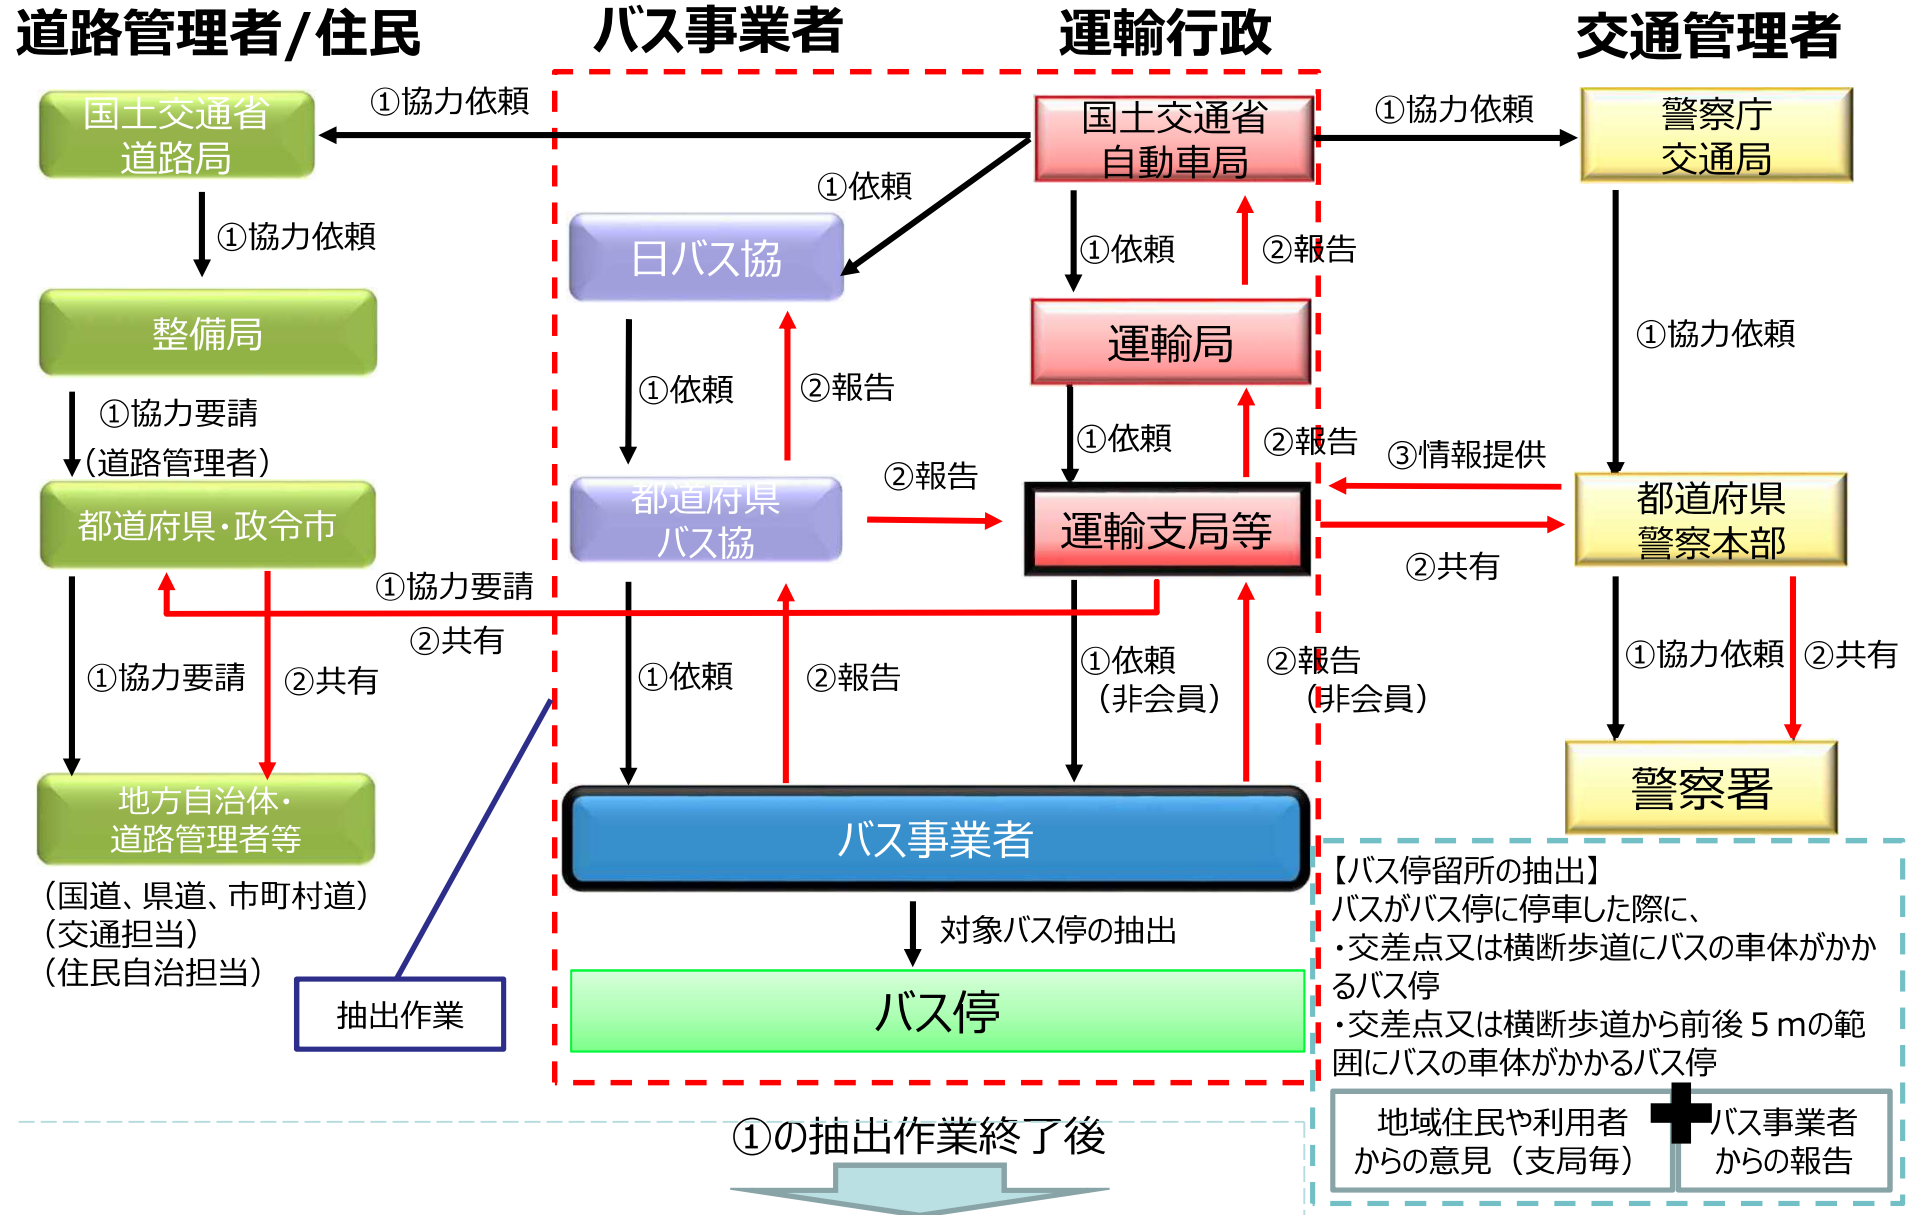 道路管理者/住民
バス事業者
運輸行政
交通管理者
国土交通省
道路局
①協力依頼
国土交通省
自動車局
①協力依頼
警察庁
交通局
①依頼
①協力依頼
日バス協
①依頼
②報告
整備局
運輸局
①協力依頼
①依頼
②報告
①協力要請
（道路管理者）
①依頼
②報告
③情報提供
都道府県・政令市
都道府県
バス協
②報告
運輸支局等
都道府県
警察本部
②共有
①協力要請
②共有
①協力要請
②共有
①依頼
②報告
①依頼
（非会員）
②報告
（非会員）
①協力依頼
②共有
地方自治体・
道路管理者等
バス事業者
警察署
（国道、県道、市町村道）
（交通担当）
（住民自治担当）
対象バス停の抽出
抽出作業
バス停
【バス停留所の抽出】
バスがバス停に停車した際に、
・交差点又は横断歩道にバスの車体がかか
るバス停
・交差点又は横断歩道から前後５ｍの範
囲にバスの車体がかかるバス停
地域住民や利用者
からの意見（支局毎）
バス事業者
からの報告
①の抽出作業終了後